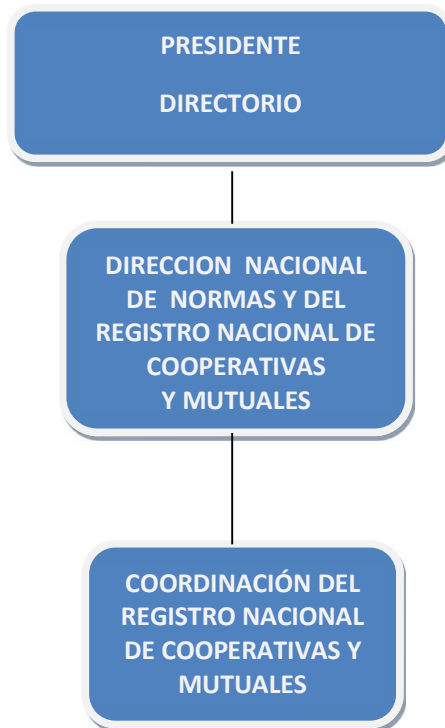 PRESIDENTE
DIRECTORIO
DIRECCION NACIONAL
DE NORMAS Y DEL
REGISTRO NACIONAL DE
COOPERATIVAS
Y MUTUALES
COORDINACIÓN DEL
REGISTRO NACIONAL
DE COOPERATIVAS Y
MUTUALES